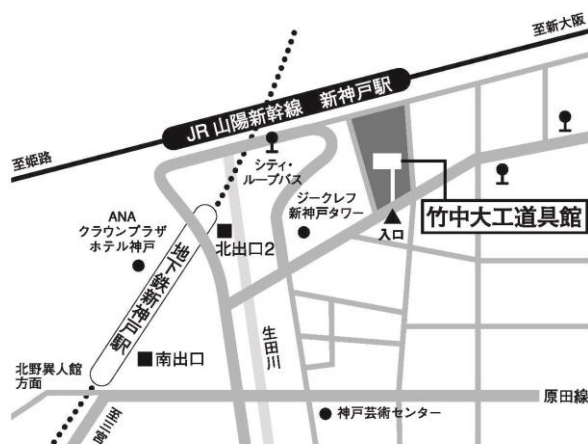 至新大阪
JR 山陽新幹線　新神戸駅
至姫路
シティ・
ループバス
ANA
クラウンプラザ
ホテル神戸
ジークレフ
新神戸タワー
竹中大工道具館
入口
北出口2
地下鉄新神戸駅
南出口
生田川
北野異人館
方面
原田線
至三宮
神戸芸術センター